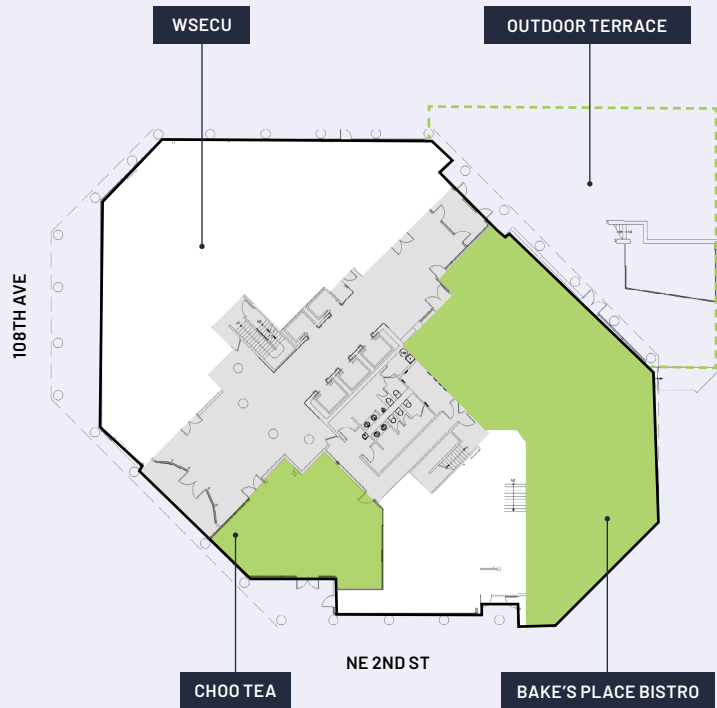 WSECU
OUTDOOR TERRACE
108TH AVE
NE 2ND ST
CHOO TEA
BAKE'S PLACE BISTRO